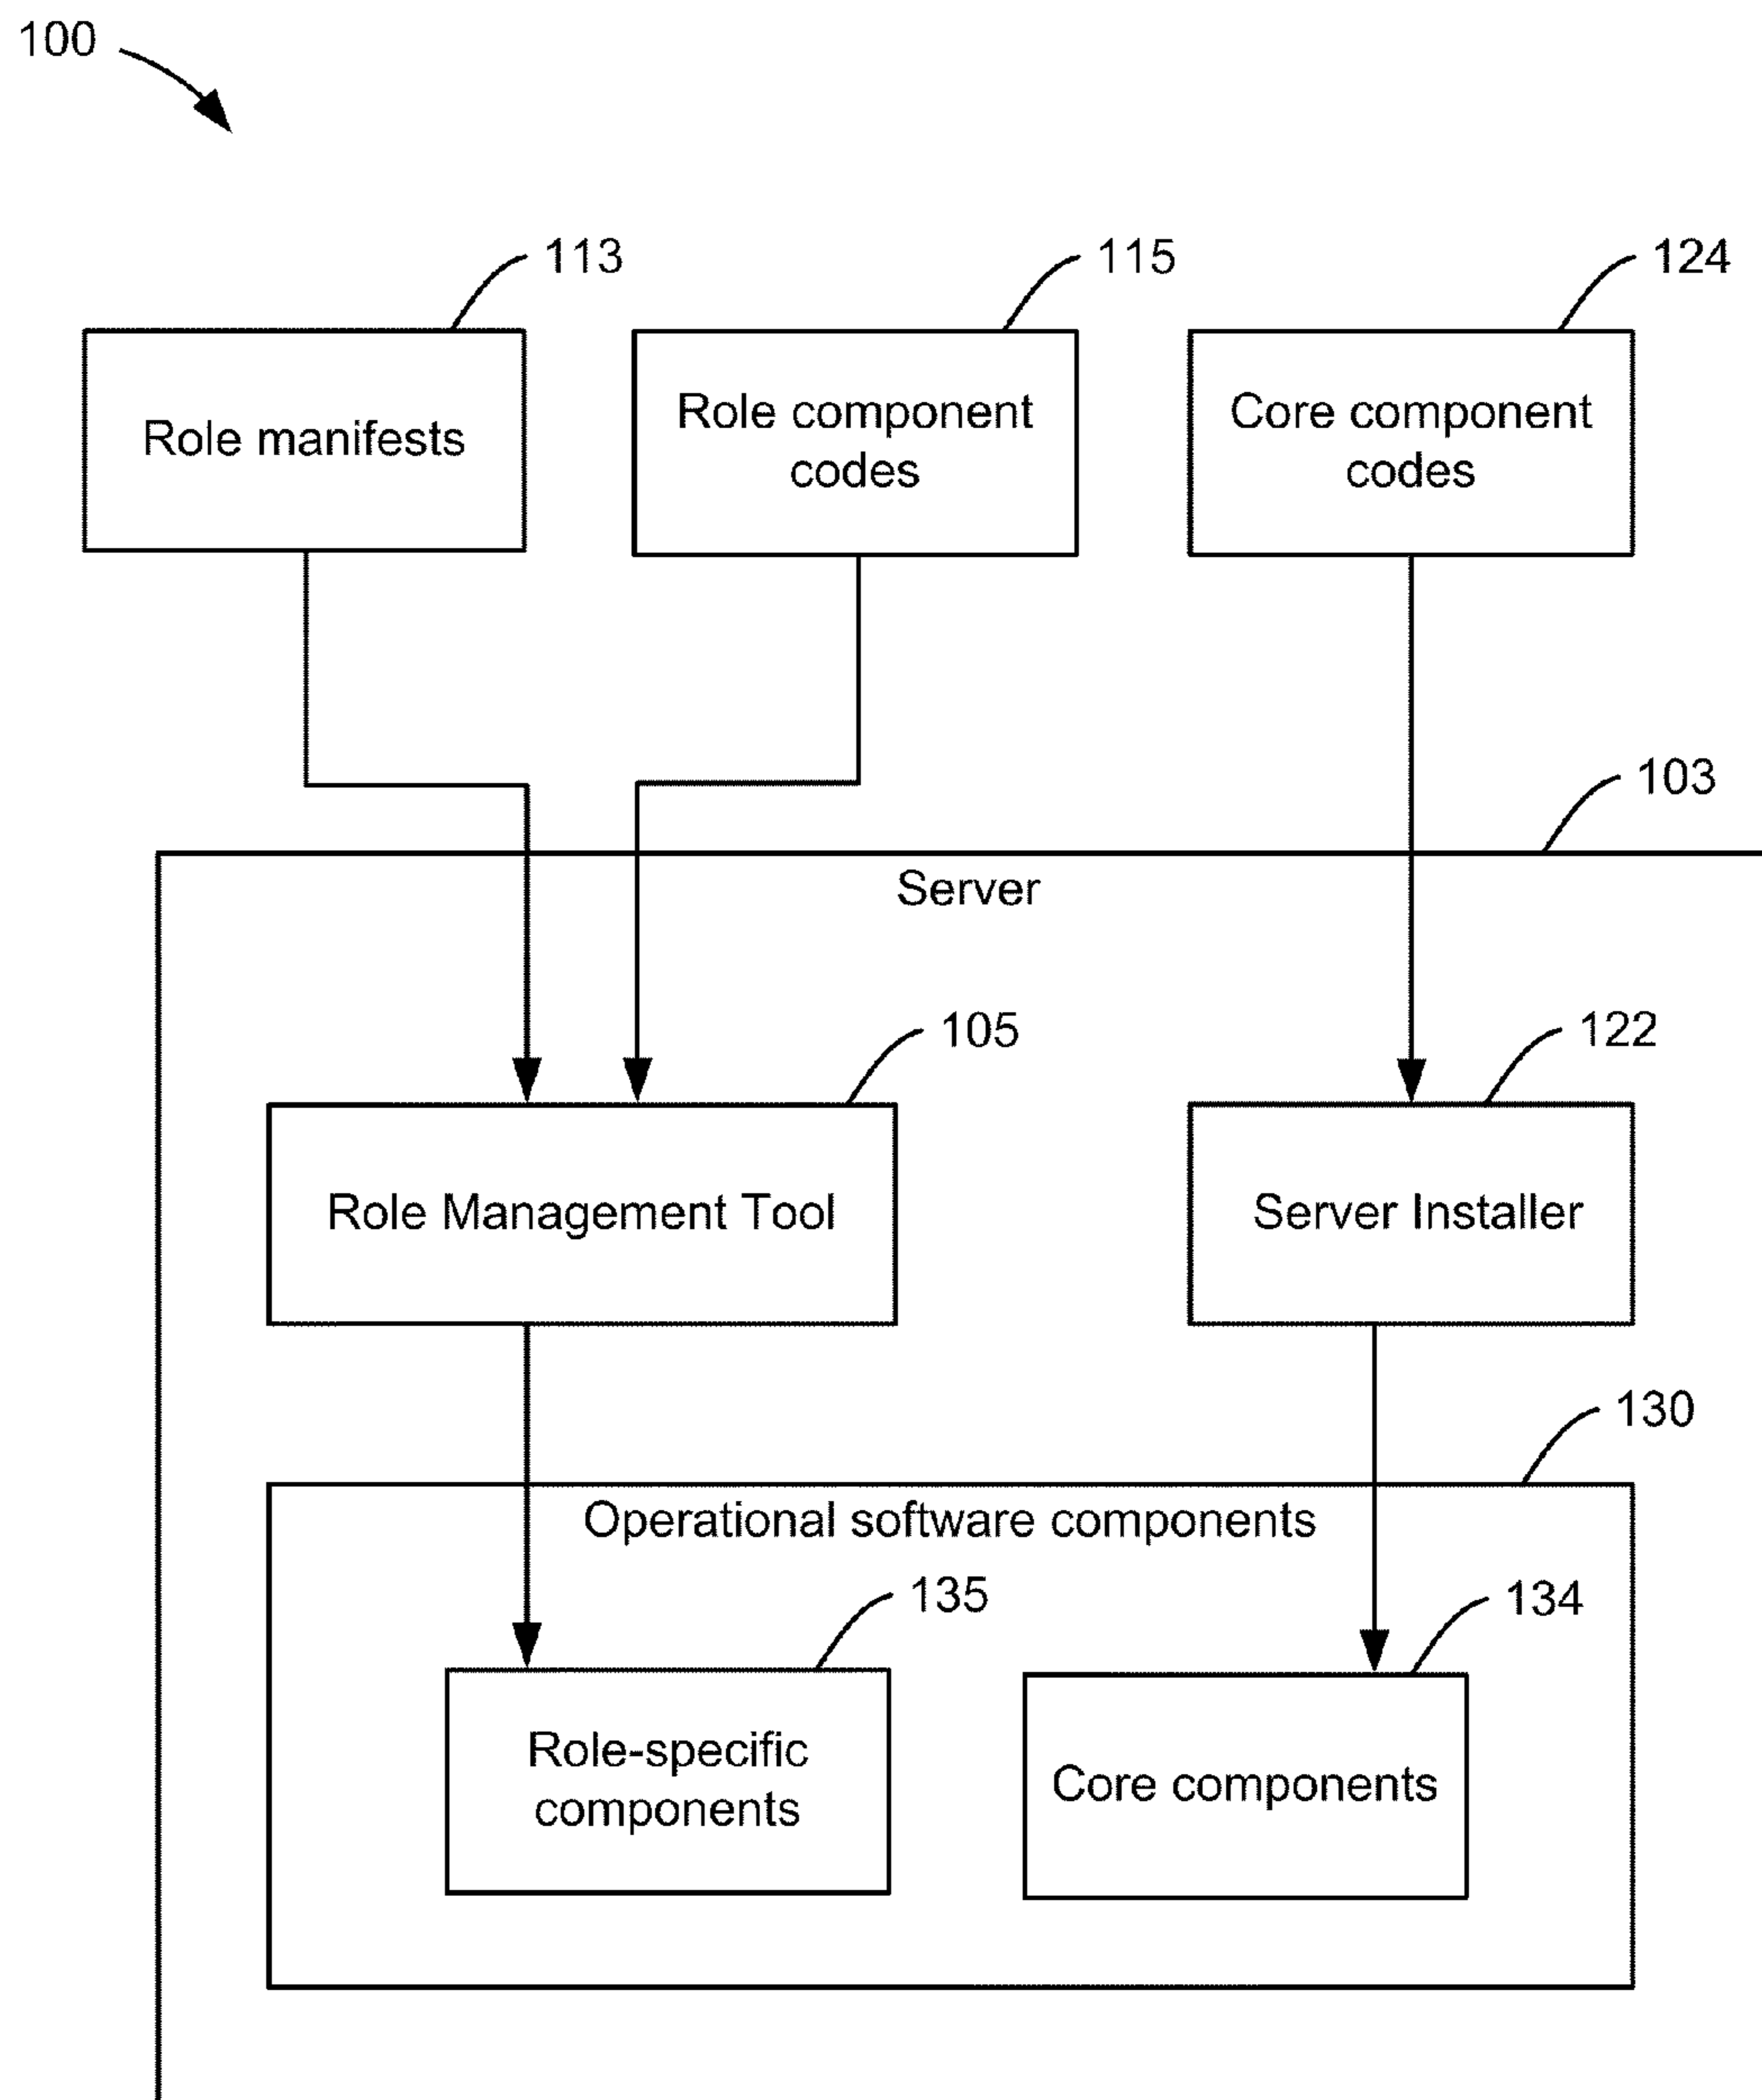 100
113
115
124
Role manifests
Role component
codes
Core component
codes
103
Server
105
122
Role Management Tool
Server Installer
130
Operational software components
135
134
Role-specific
components
Core components